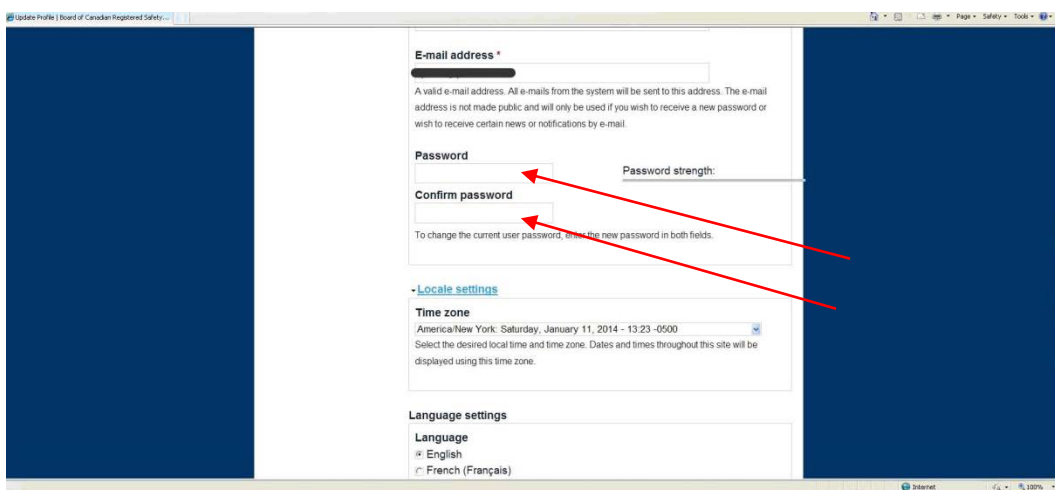 Update Profile | Board of Canadian Registered Safety...
Page Safety Tools
E-mail address *
A valid e-mail address. All e-mails from the system will be sent to this address. The e-mail
address is not made public and will only be used if you wish to receive a new password or
wish to receive certain news or notifications by e-mail.
Password
Password strength:
Confirm password
To change the current user password, enter the new password in both fields.
Locale settings
Time zone
America/New York: Saturday, January 11, 2014 - 13:23 -0500
Select the desired local time and time zone. Dates and times throughout this site will be
displayed using this time zone.
Language settings
Language
English
French (Français)
Internet 100%